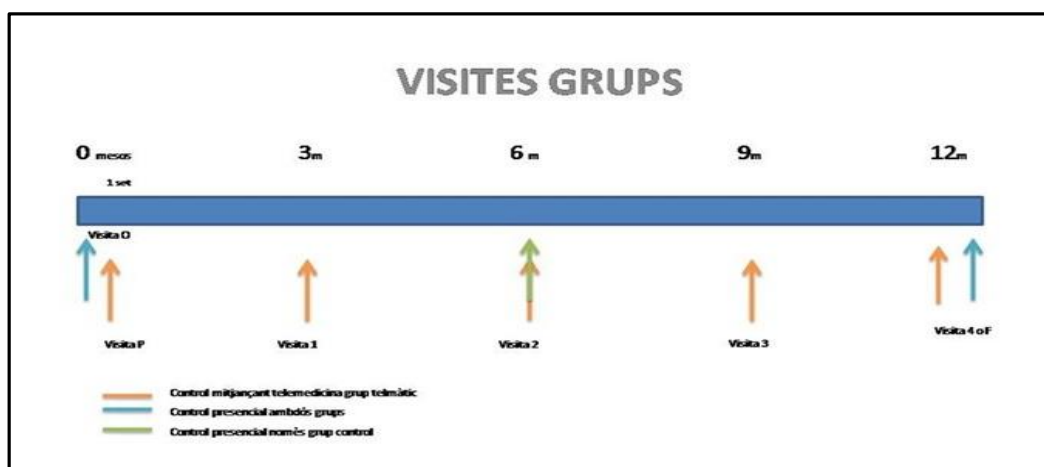 VISITES GRUPS
0 mesos 3m 6 m 9m 12m
1 set
Visita 0
Visita P Visita 1 Visita 2 Visita 3 Visita 4 o F
Control mitjançant telemedicina grup telmàtic
Control presencial ambdós grups
Control presencial només grup control